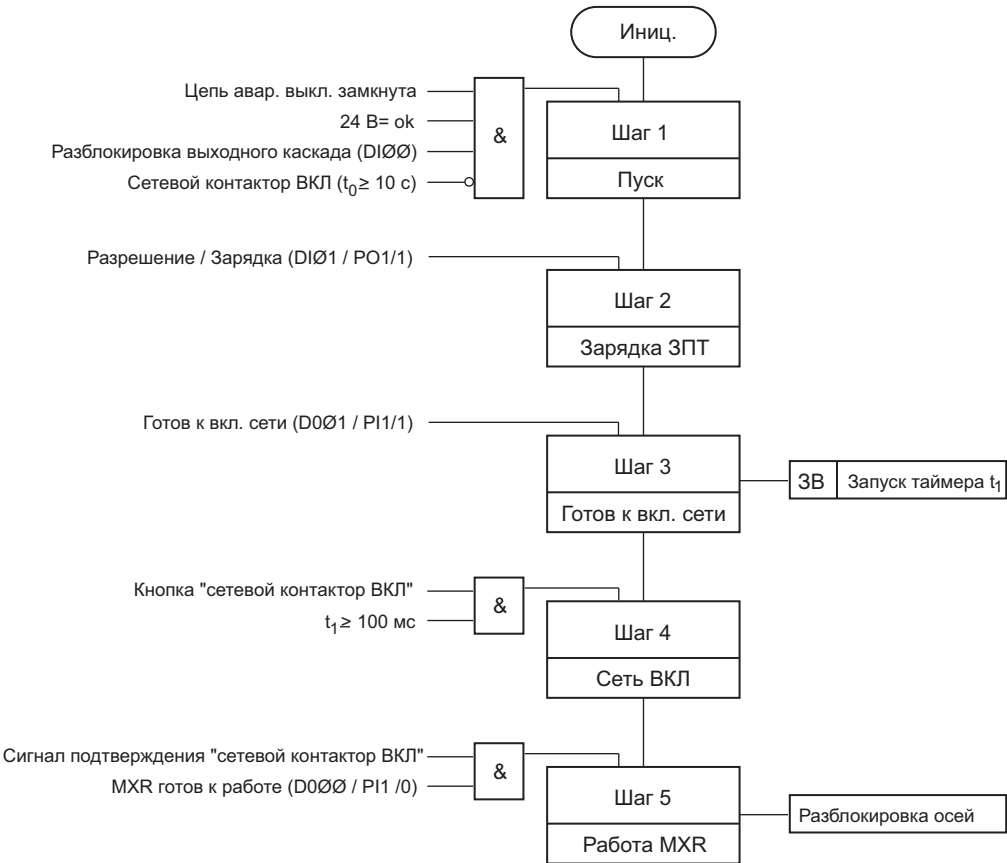 Иниц.
Цепь авар. выкл. замкнута
24 В= ok
Разблокировка выходного каскада (DIØØ)
Сетевой контактор ВКЛ (t0 ≥ 10 с)
&
Шаг 1
Пуск
Разрешение / Зарядка (DIØ1 / PO1/1)
Шаг 2
Зарядка ЗПТ
Готов к вкл. сети (D0Ø1 / PI1/1)
Шаг 3
Готов к вкл. сети
ЗВ Запуск таймера t1
Кнопка "сетевой контактор ВКЛ"
t1 ≥ 100 мс
&
Шаг 4
Сеть ВКЛ
Сигнал подтверждения "сетевой контактор ВКЛ"
MXR готов к работе (D0ØØ / PI1 /0)
&
Шаг 5
Работа MXR
Разблокировка осей